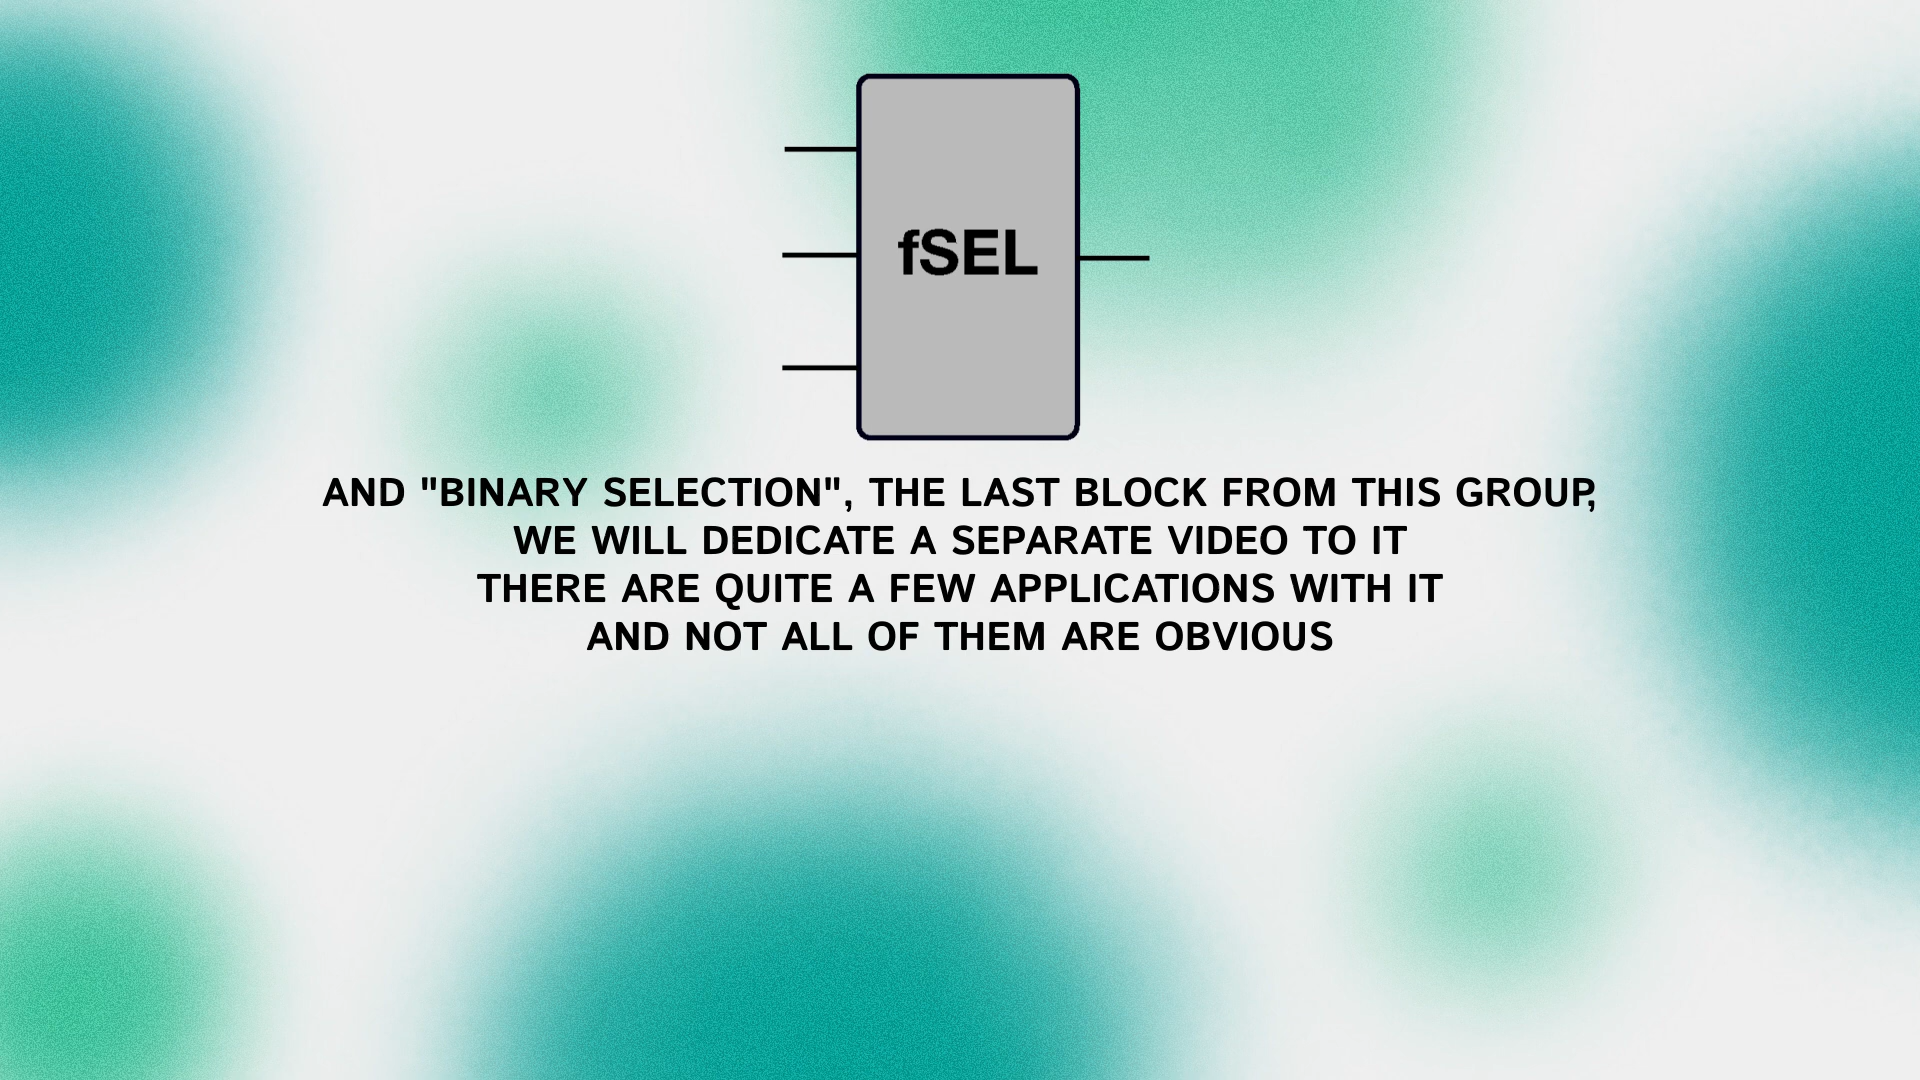 fSEL
AND "BINARY SELECTION", THE LAST BLOCK FROM THIS GROUP,
WE WILL DEDICATE A SEPARATE VIDEO TO IT
THERE ARE QUITE A FEW APPLICATIONS WITH IT
AND NOT ALL OF THEM ARE OBVIOUS